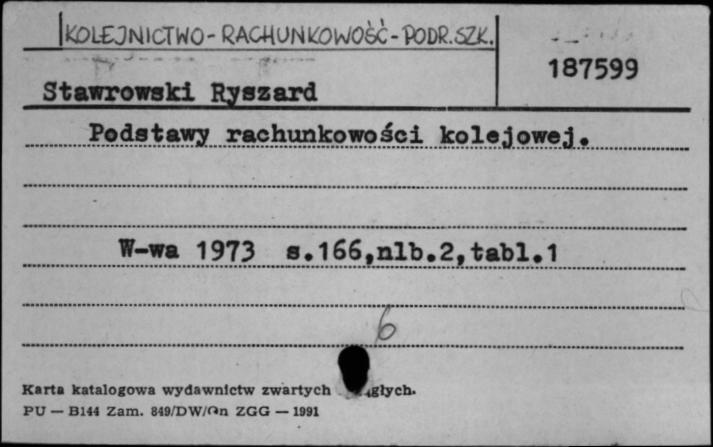 KOLEJNICTWO-RACHUNKOWOŚĆ-PODR.SZK.
187599
Stawrowski Ryszard
Podstawy rachunkowości kolejowej.
W-wa 1973 s.166,nlb.2,tabl.1
6
Karta katalogowa wydawnictw zwartych
PU — B144 Zam. 849/DW/ ZGG — 1991